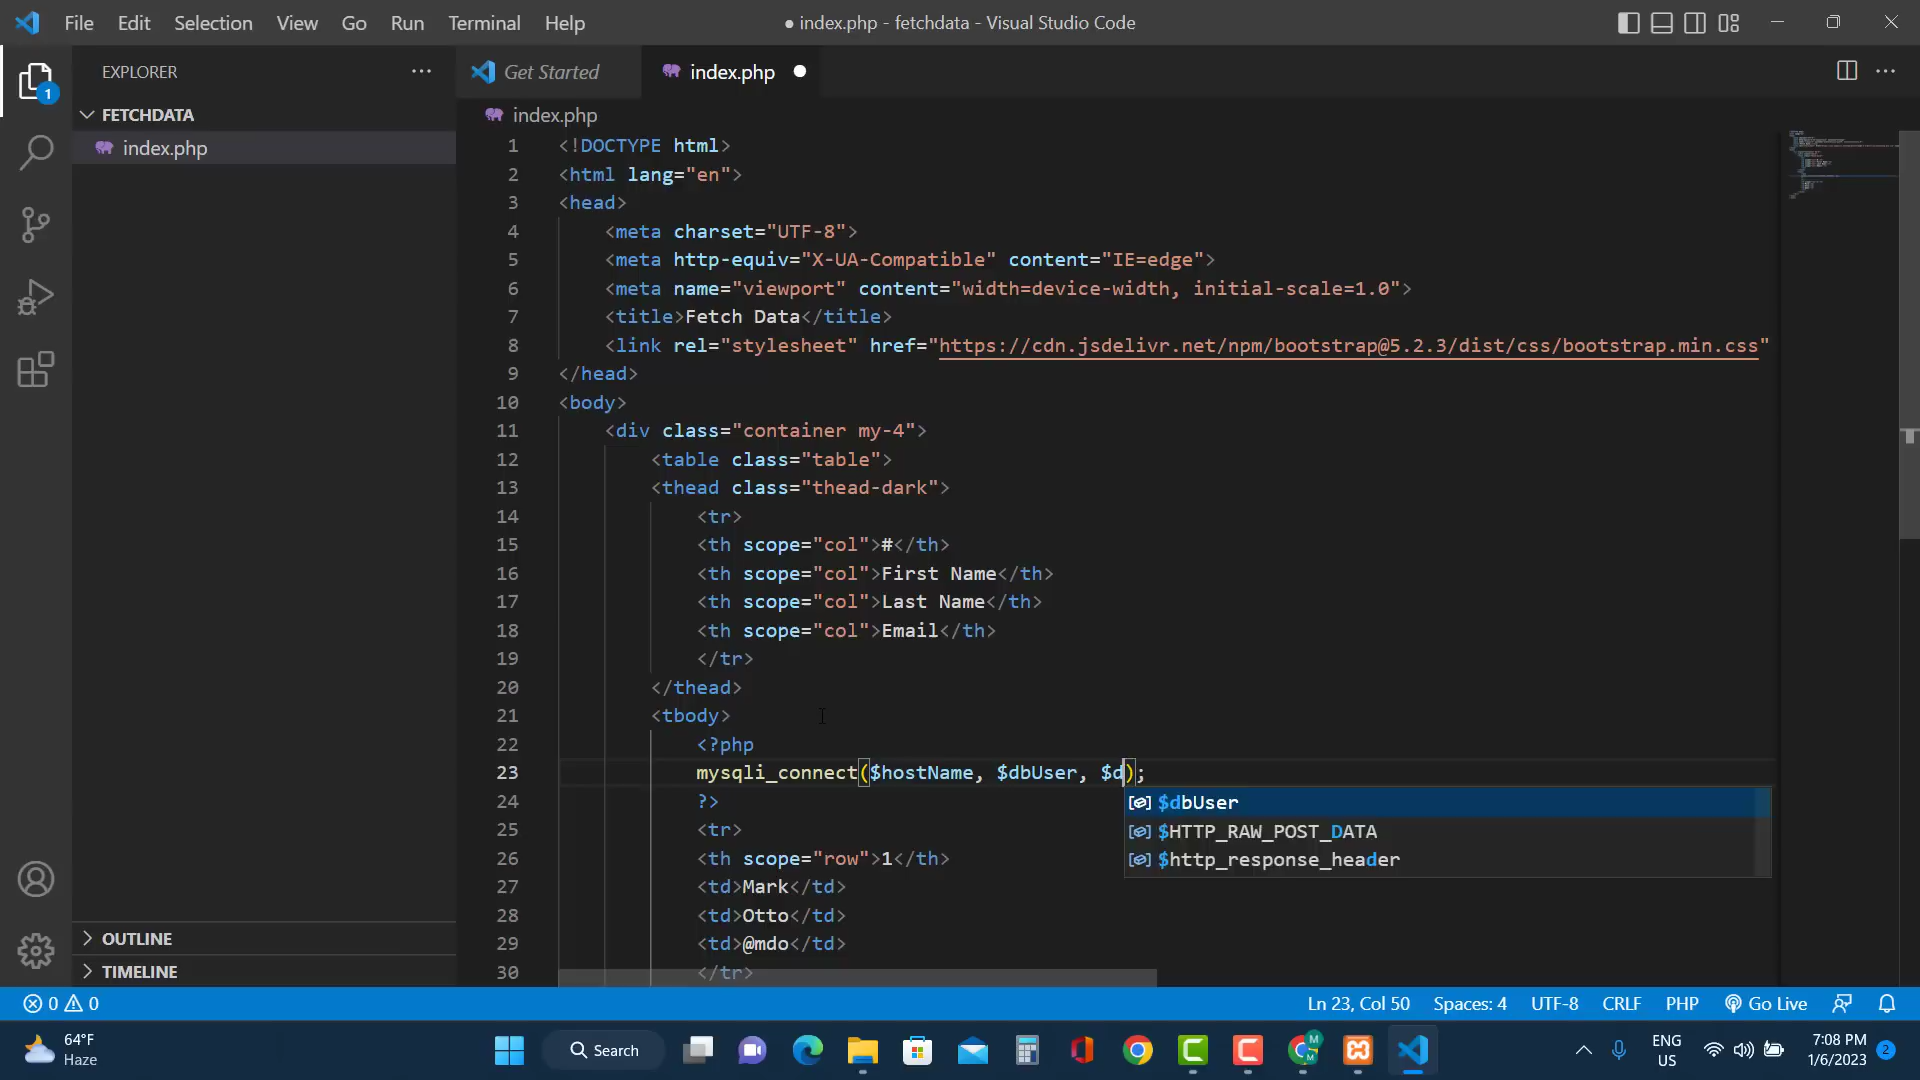 File Edit Selection View Go Run Terminal Help
● index.php - fetchdata - Visual Studio Code
EXPLORER
Get Started
index.php
FETCHDATA
index.php
index.php
1 <!DOCTYPE html>
2 <html lang="en">
3 <head>
4 <meta charset="UTF-8">
5 <meta http-equiv="X-UA-Compatible" content="IE=edge">
6 <meta name="viewport" content="width=device-width, initial-scale=1.0">
7 <title>Fetch Data</title>
8 <link rel="stylesheet" href="https://cdn.jsdelivr.net/npm/bootstrap@5.2.3/dist/css/bootstrap.min.css"
9 </head>
10 <body>
11 <div class="container my-4">
12 <table class="table">
13 <thead class="thead-dark">
14 <tr>
15 <th scope="col">#</th>
16 <th scope="col">First Name</th>
17 <th scope="col">Last Name</th>
18 <th scope="col">Email</th>
19 </tr>
20 </thead>
21 <tbody>
22 <?php
23 mysqli_connect($hostName, $dbUser, $d);
24 ?>
$dbUser
25 <tr>
$HTTP_RAW_POST_DATA
26 <th scope="row">1</th>
$http_response_header
27 <td>Mark</td>
28 <td>Otto</td>
29 <td>@mdo</td>
30 </tr>
OUTLINE
TIMELINE
1
0 0
Ln 23, Col 50 Spaces: 4 UTF-8 CRLF PHP Go Live
64°F
Haze
Search
ENG
US
7:08 PM
1/6/2023
2